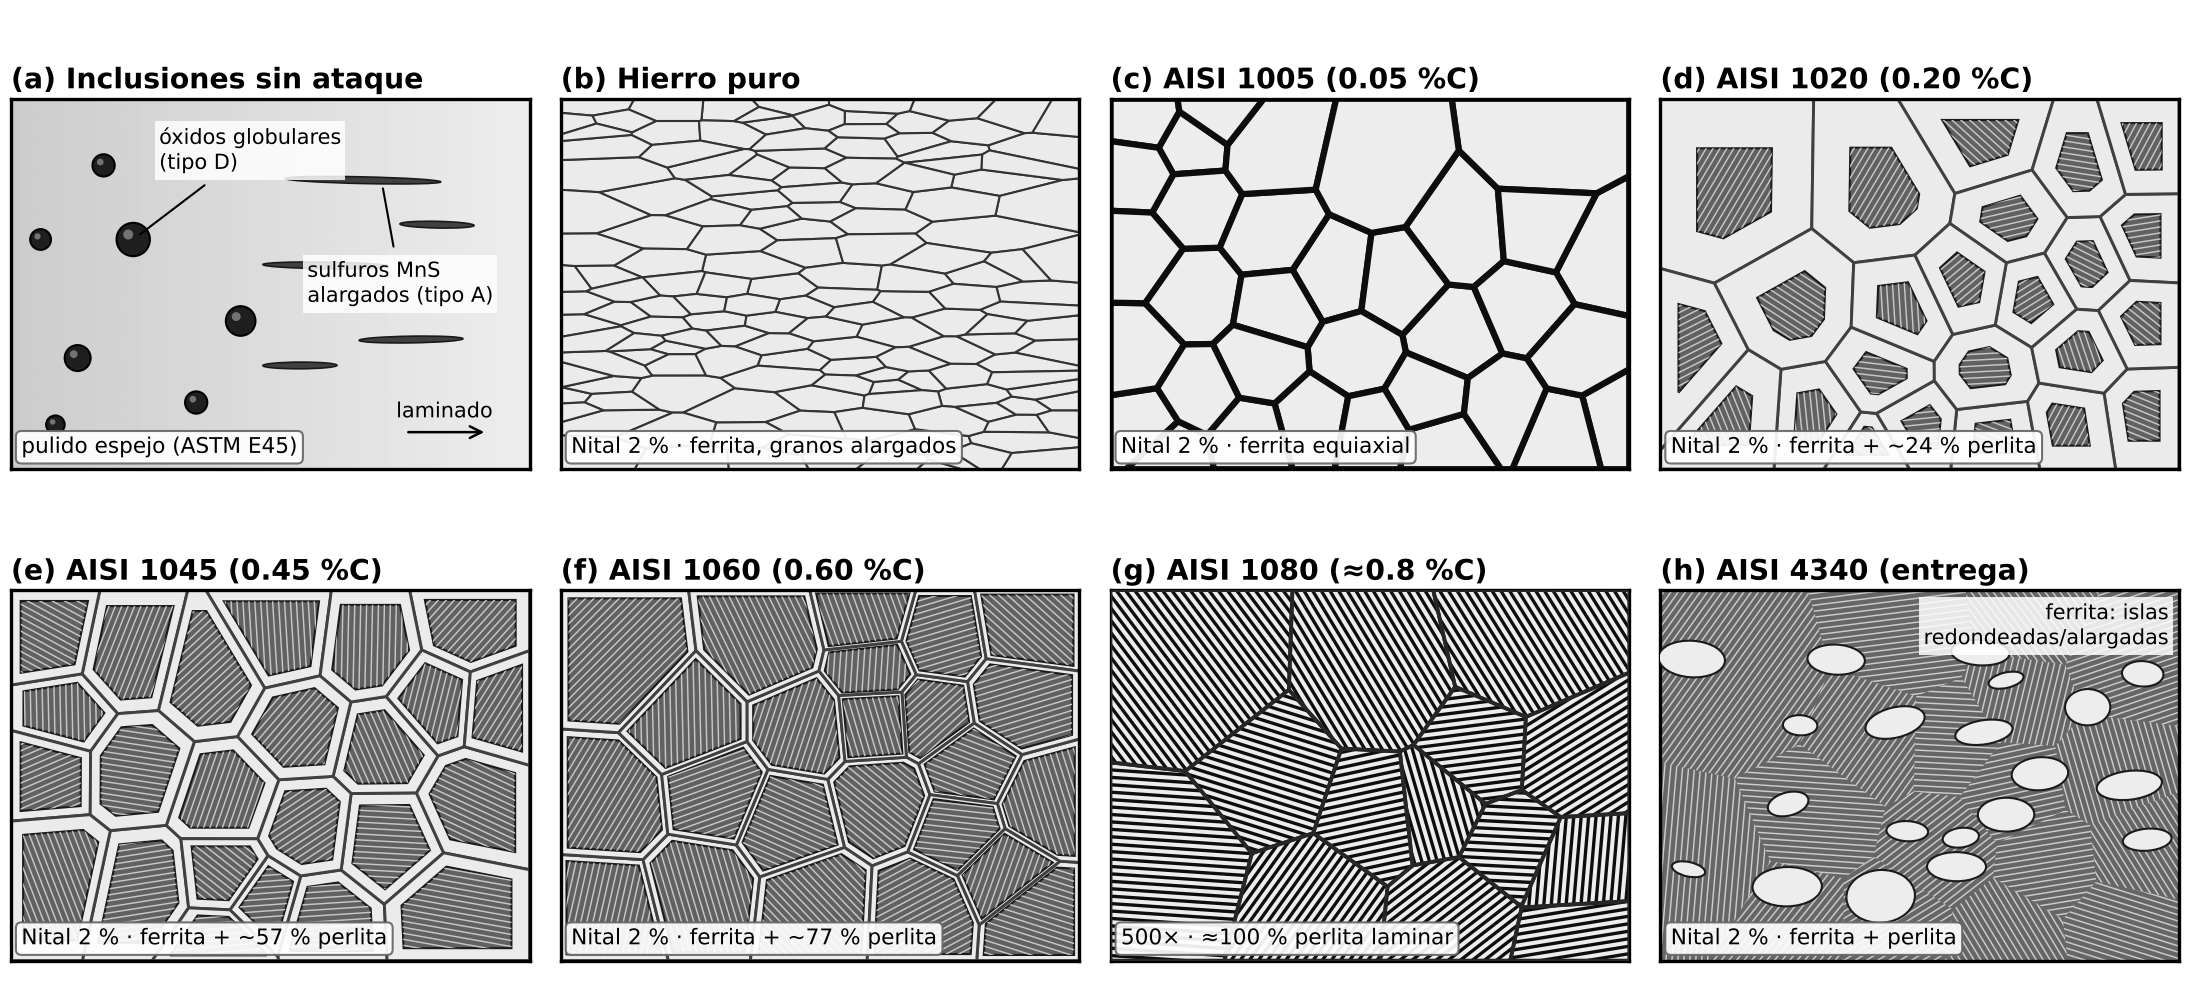 (a) Inclusiones sin ataque
óxidos globulares
(tipo D)
sulfuros MnS
alargados (tipo A)
laminado
pulido espejo (ASTM E45)
(b) Hierro puro
Nital 2 % · ferrita, granos alargados
(c) AISI 1005 (0.05 %C)
Nital 2 % · ferrita equiaxial
(d) AISI 1020 (0.20 %C)
Nital 2 % · ferrita + ~24 % perlita
(e) AISI 1045 (0.45 %C)
Nital 2 % · ferrita + ~57 % perlita
(f) AISI 1060 (0.60 %C)
Nital 2 % · ferrita + ~77 % perlita
(g) AISI 1080 (≈0.8 %C)
500× · ≈100 % perlita laminar
(h) AISI 4340 (entrega)
ferrita: islas
redondeadas/alargadas
Nital 2 % · ferrita + perlita